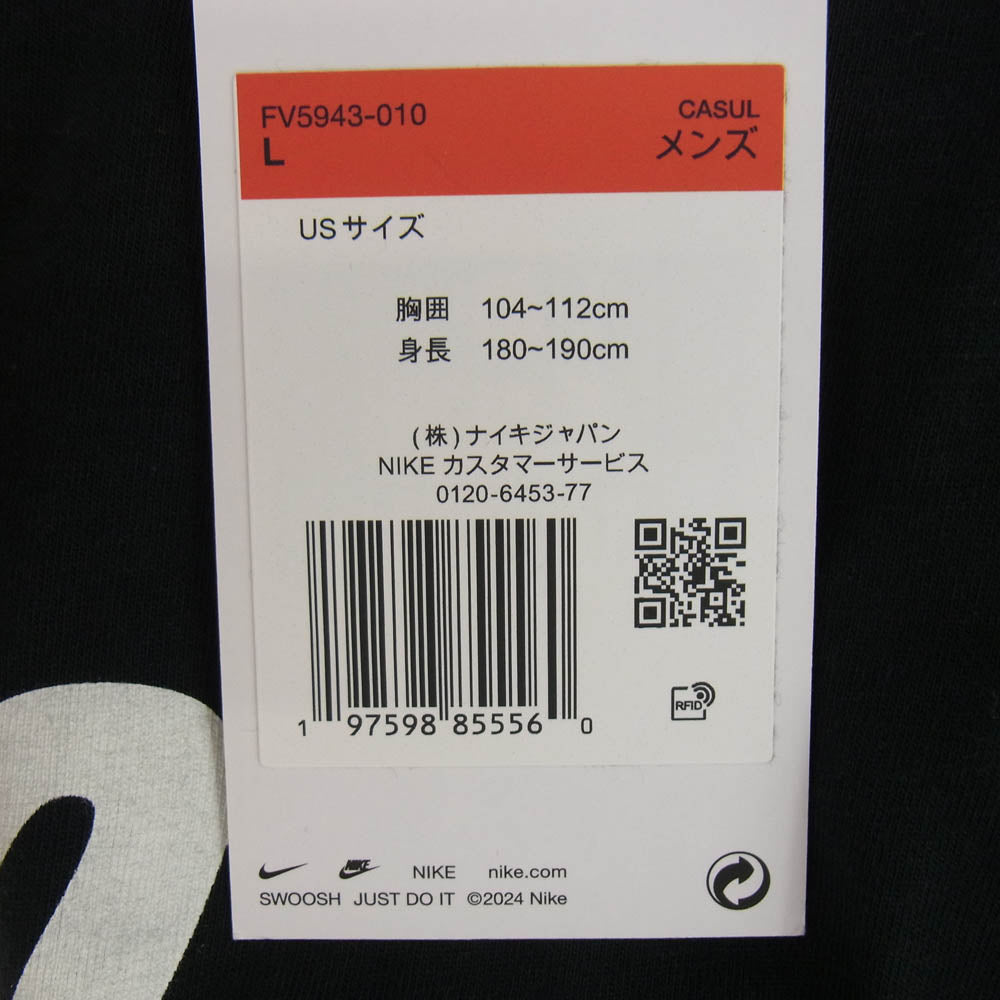 FV5943-010
L
CASUL
メンズ
USサイズ
胸囲 104~112cm
身長 180~190cm
(株)ナイキジャパン
NIKE カスタマーサービス
0120-6453-77
1 97598 85556 0
RFID
NIKE
NIKE nike.com
SWOOSH JUST DO IT ©2024 Nike